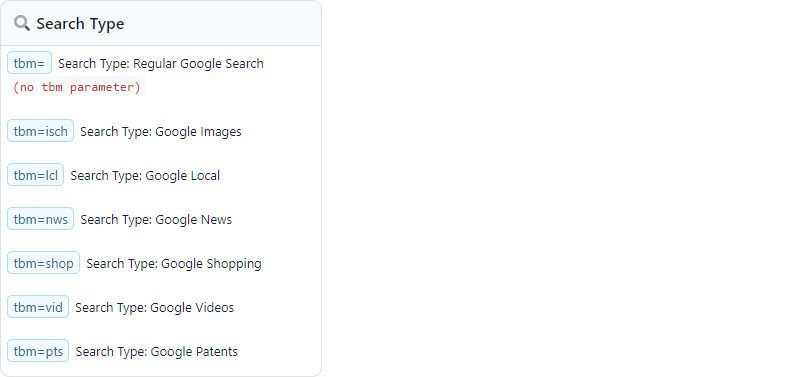 Search Type
tbm= Search Type: Regular Google Search
(no tbm parameter)
tbm=isch Search Type: Google Images
tbm=lcl Search Type: Google Local
tbm=nws Search Type: Google News
tbm=shop Search Type: Google Shopping
tbm=vid Search Type: Google Videos
tbm=pts Search Type: Google Patents